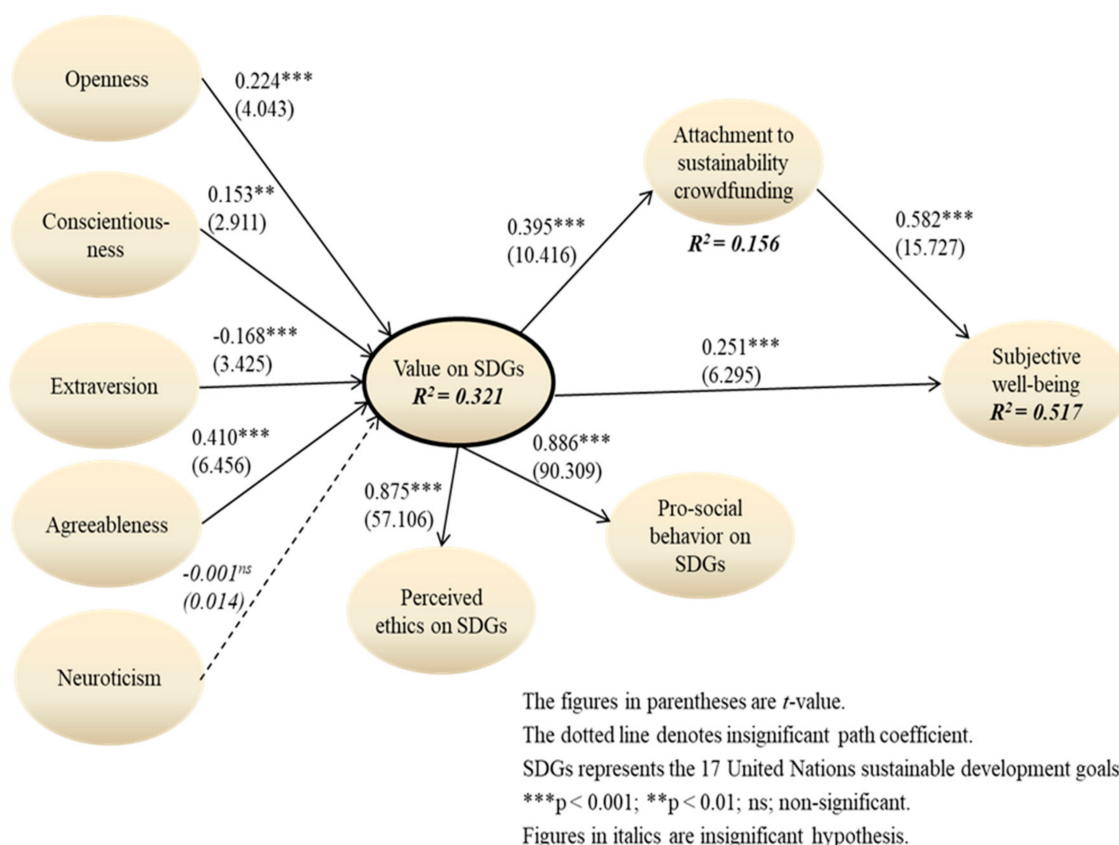 Openness
0.224***
(4.043)
Conscientious-
ness
0.153**
(2.911)
Extraversion
-0.168***
(3.425)
Agreeableness
0.410***
(6.456)
Neuroticism
-0.001ns
(0.014)
Value on SDGs
R² = 0.321
0.395***
(10.416)
Attachment to
sustainability
crowdfunding
R² = 0.156
0.582***
(15.727)
0.251***
(6.295)
Subjective
well-being
R² = 0.517
0.886***
(90.309)
0.875***
(57.106)
Pro-social
behavior on
SDGs
Perceived
ethics on SDGs
The figures in parentheses are t-value.
The dotted line denotes insignificant path coefficient.
SDGs represents the 17 United Nations sustainable development goals
***p < 0.001; **p < 0.01; ns; non-significant.
Figures in italics are insignificant hypothesis.